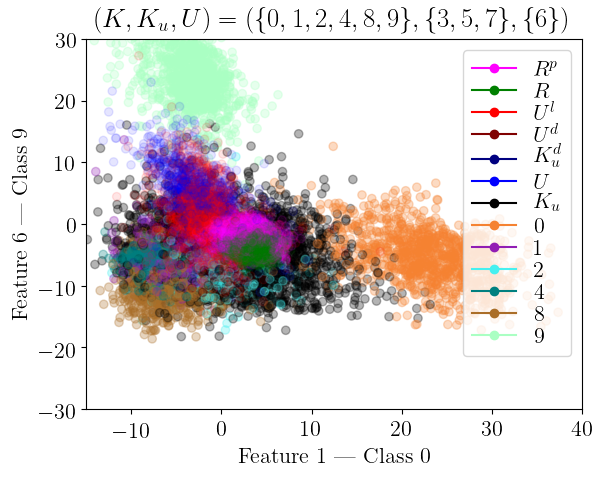 (K, K_u, U) = ({0, 1, 2, 4, 8, 9}, {3, 5, 7}, {6})
30
20
10
0
−10
−20
−30
Feature 6 — Class 9
R^p
R
U^l
U^d
K_u^d
U
K_u
0
1
2
4
8
9
−10
0
10
20
30
40
Feature 1 — Class 0